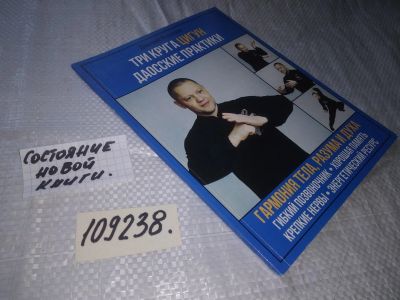 ТРИ КРУГА ЦИГУН
ДАОССКИЕ ПРАКТИКИ
ГАРМОНИЯ ТЕЛА, РАЗУМА И ДУХА
ГИБКИЙ ПОЗВОНОЧНИК • ХОРОШАЯ ПАМЯТЬ
КРЕПКИЕ НЕРВЫ • ЭНЕРГЕТИЧЕСКИЙ РЕСУРС
СОСТОЯНИЕ
НОВОЙ
КНИГИ.
109238.